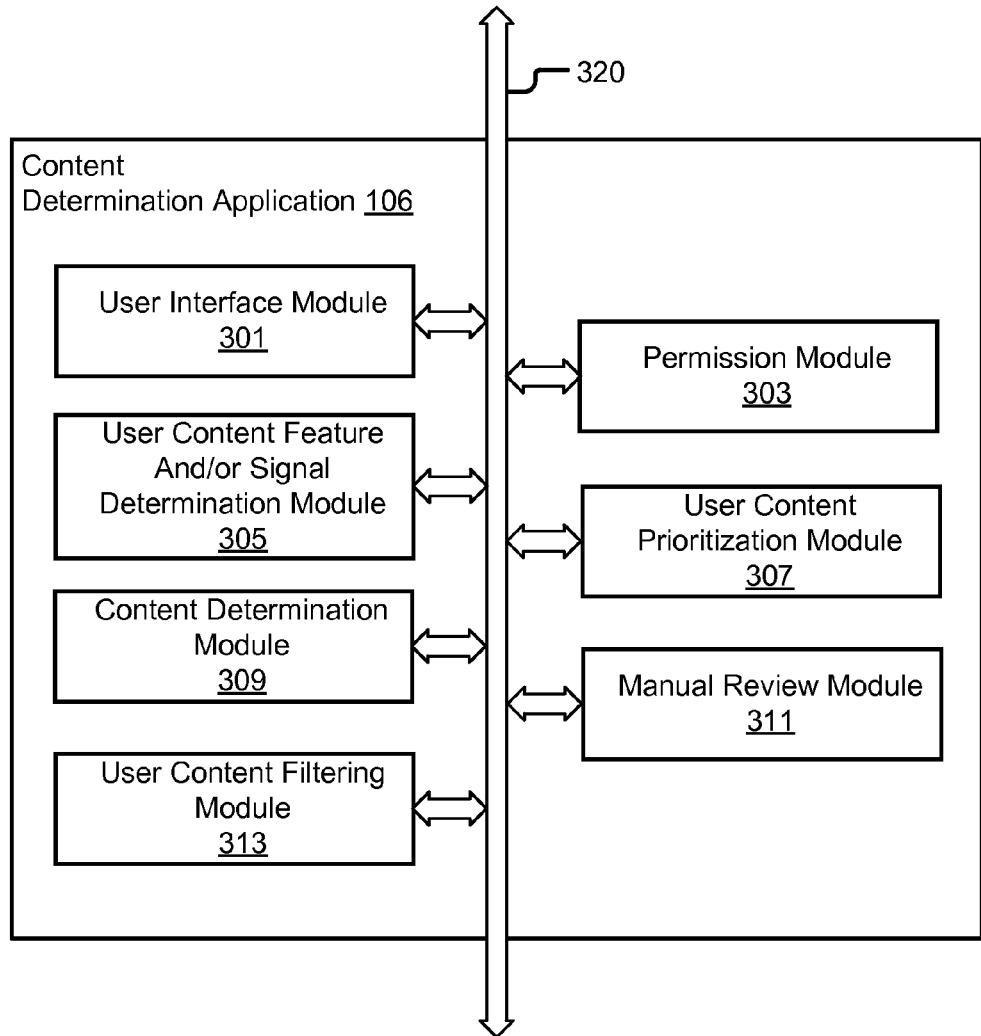 320
Content
Determination Application 106
User Interface Module
301
Permission Module
303
User Content Feature
And/or Signal
Determination Module
305
User Content
Prioritization Module
307
Content Determination
Module
309
Manual Review Module
311
User Content Filtering
Module
313